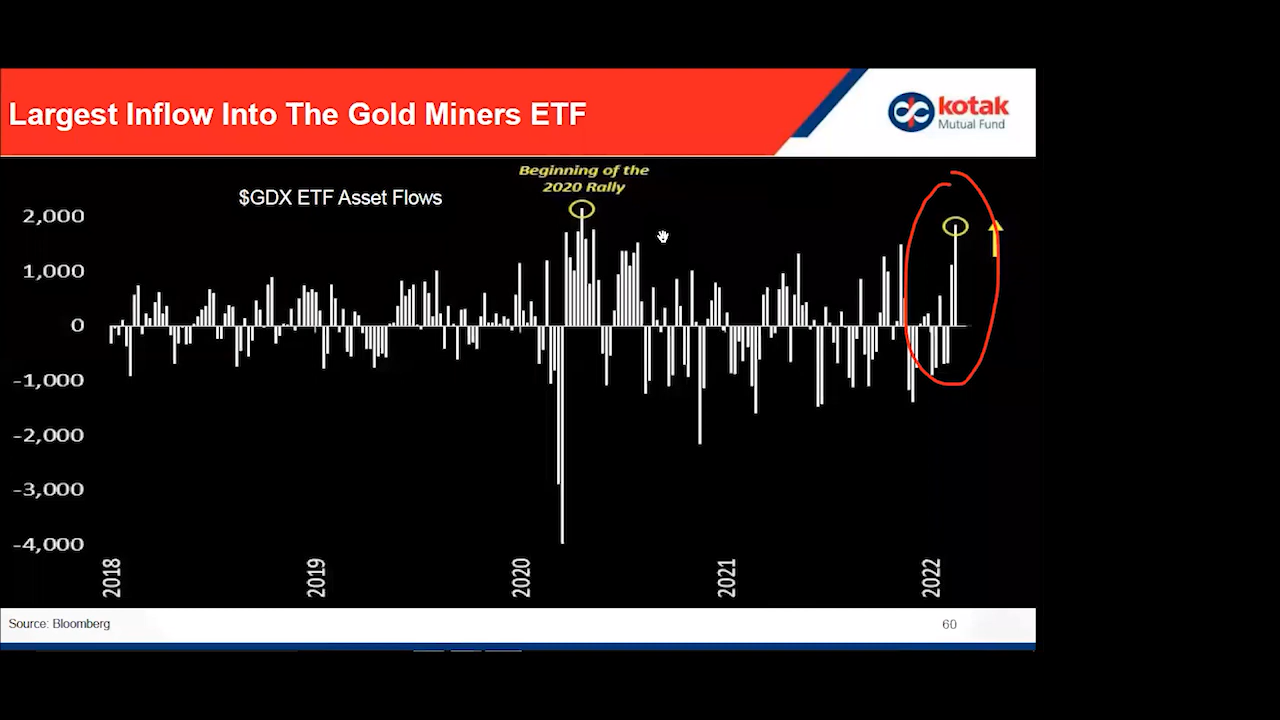 Largest Inflow Into The Gold Miners ETF
kotak
Mutual Fund
Beginning of the
2020 Rally
$GDX ETF Asset Flows
2,000
1,000
0
-1,000
-2,000
-3,000
-4,000
2018
2019
2020
2021
2022
Source: Bloomberg
60